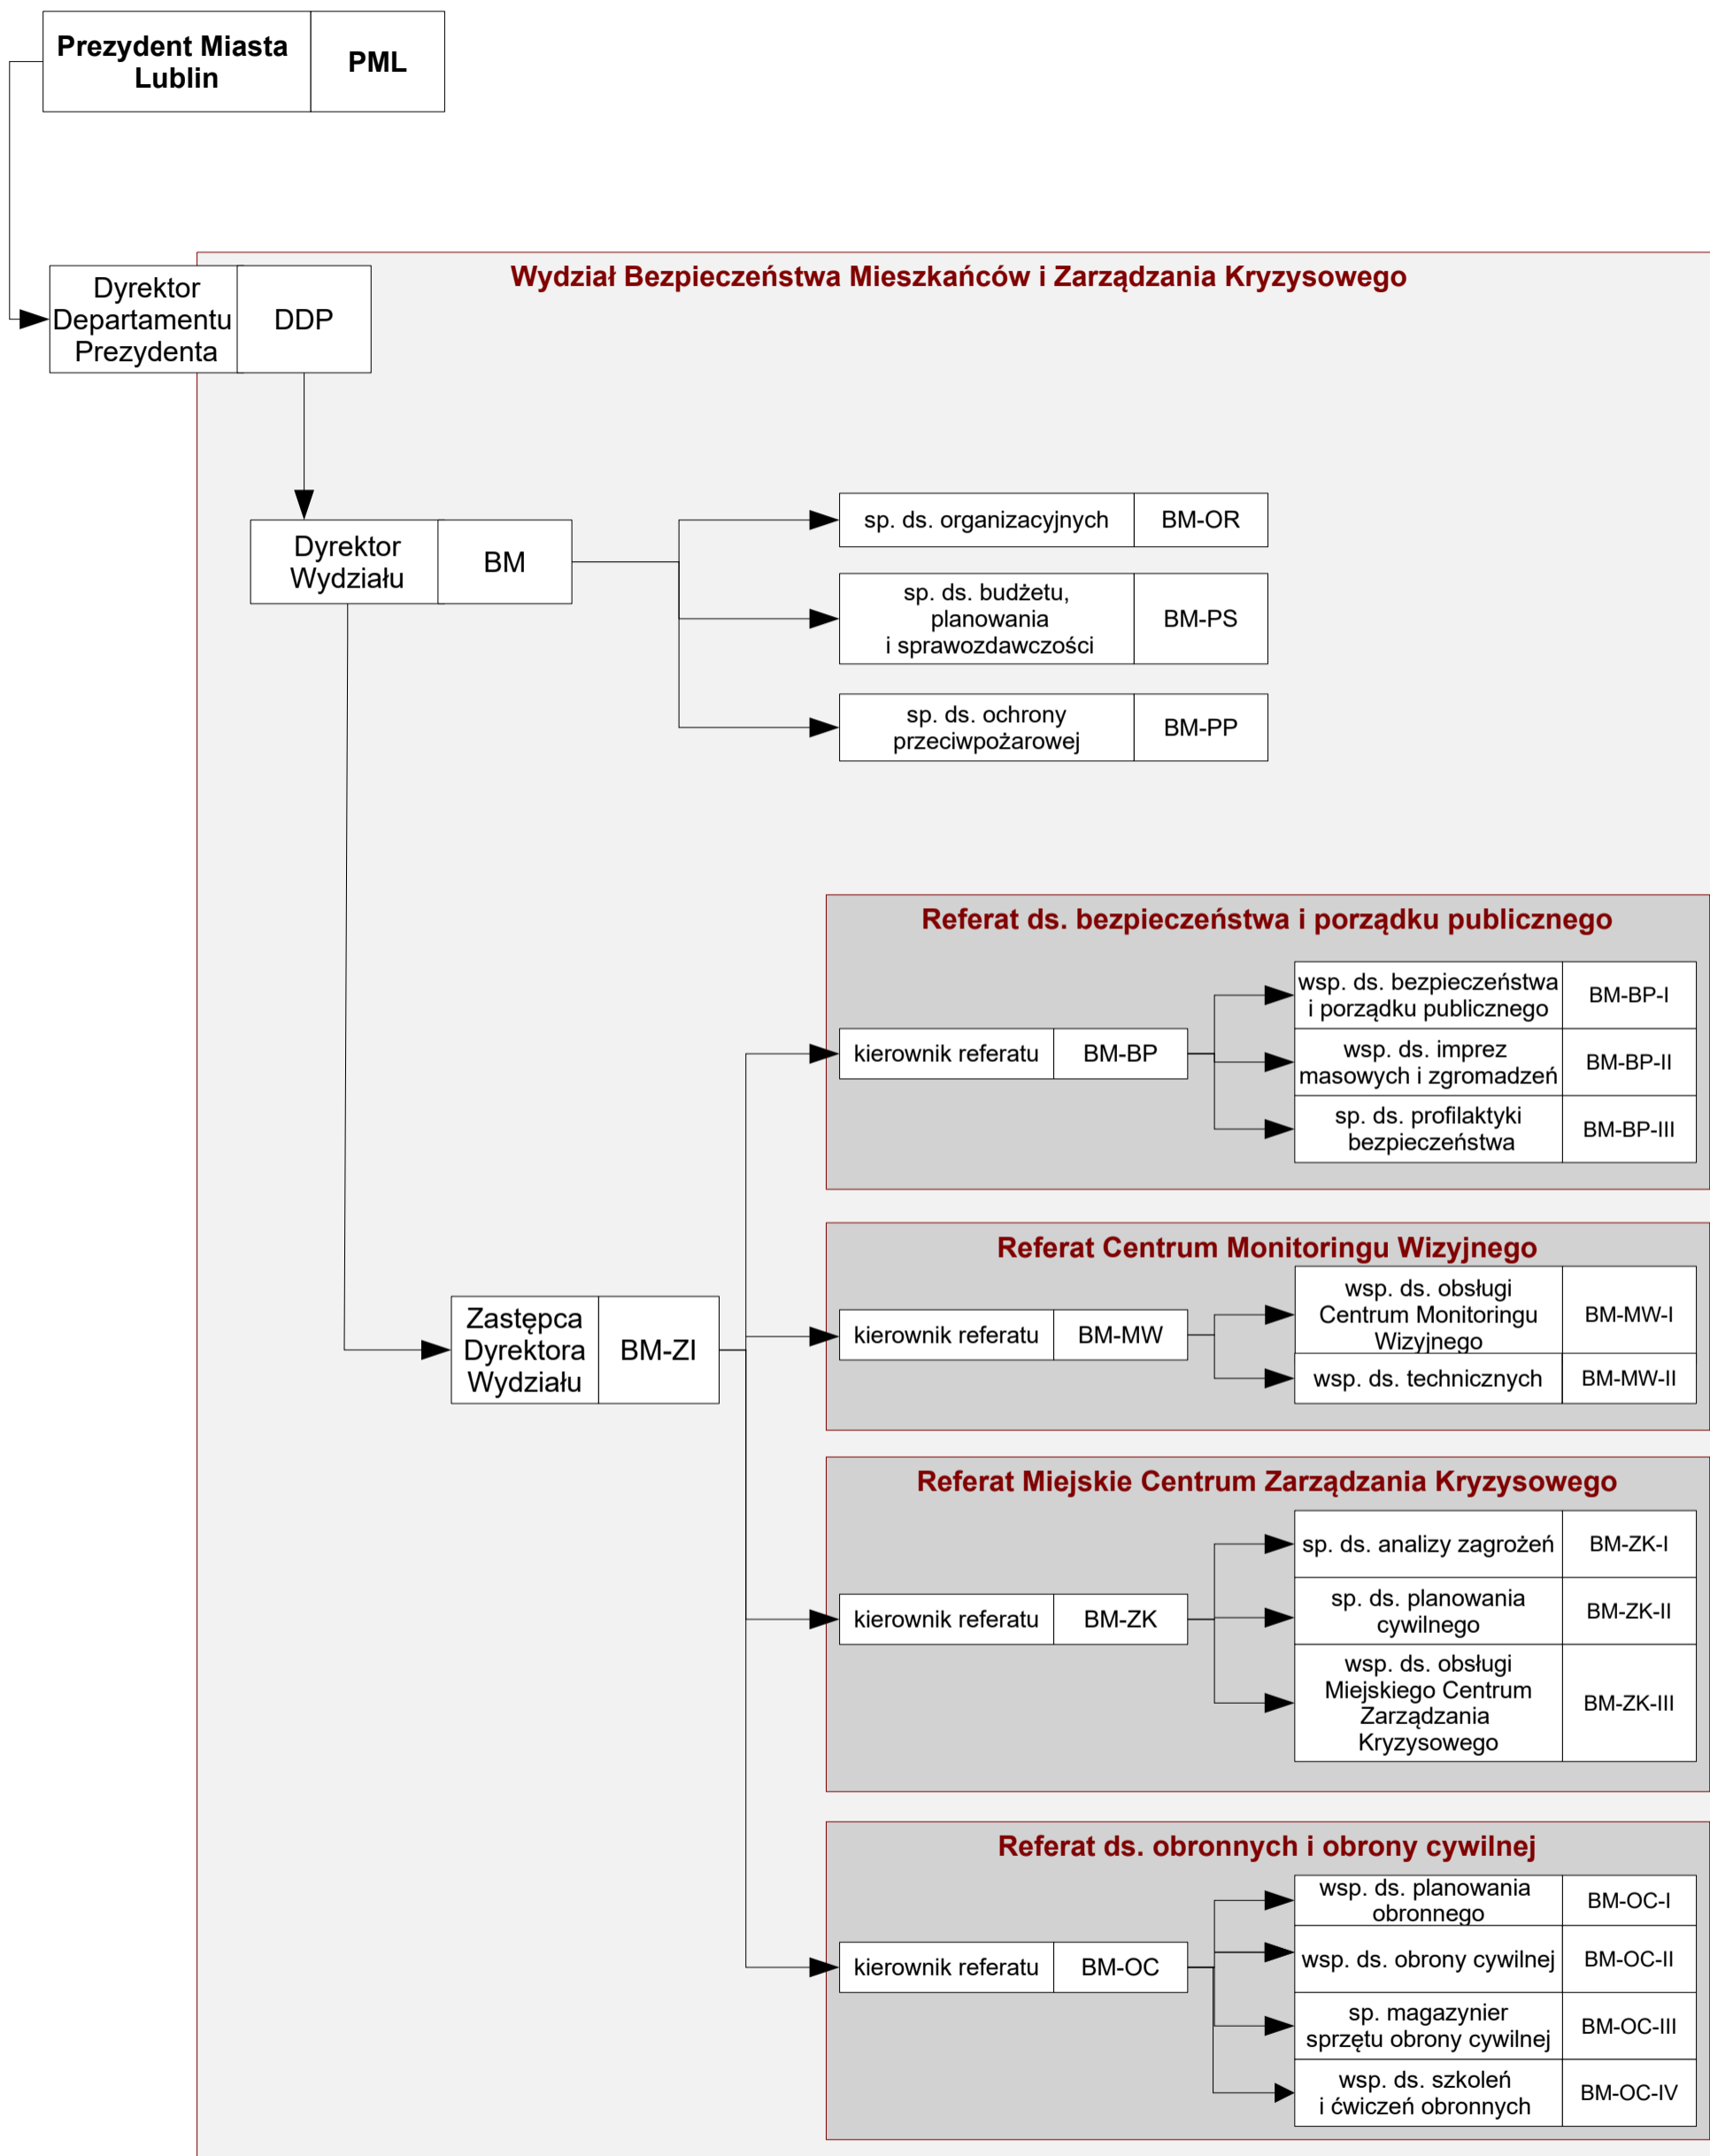 Prezydent Miasta
Lublin
PML
Wydział Bezpieczeństwa Mieszkańców i Zarządzania Kryzysowego
Dyrektor
Departamentu
Prezydenta
DDP
Dyrektor
Wydziału
BM
sp. ds. organizacyjnych
BM-OR
sp. ds. budżetu,
planowania
i sprawozdawczości
BM-PS
sp. ds. ochrony
przeciwpożarowej
BM-PP
Zastępca
Dyrektora
Wydziału
BM-ZI
Referat ds. bezpieczeństwa i porządku publicznego
kierownik referatu
BM-BP
wsp. ds. bezpieczeństwa
i porządku publicznego
BM-BP-I
wsp. ds. imprez
masowych i zgromadzeń
BM-BP-II
sp. ds. profilaktyki
bezpieczeństwa
BM-BP-III
Referat Centrum Monitoringu Wizyjnego
kierownik referatu
BM-MW
wsp. ds. obsługi
Centrum Monitoringu
Wizyjnego
BM-MW-I
wsp. ds. technicznych
BM-MW-II
Referat Miejskie Centrum Zarządzania Kryzysowego
kierownik referatu
BM-ZK
sp. ds. analizy zagrożeń
BM-ZK-I
sp. ds. planowania
cywilnego
BM-ZK-II
wsp. ds. obsługi
Miejskiego Centrum
Zarządzania
Kryzysowego
BM-ZK-III
Referat ds. obronnych i obrony cywilnej
kierownik referatu
BM-OC
wsp. ds. planowania
obronnego
BM-OC-I
wsp. ds. obrony cywilnej
BM-OC-II
sp. magazynier
sprzętu obrony cywilnej
BM-OC-III
wsp. ds. szkoleń
i ćwiczeń obronnych
BM-OC-IV